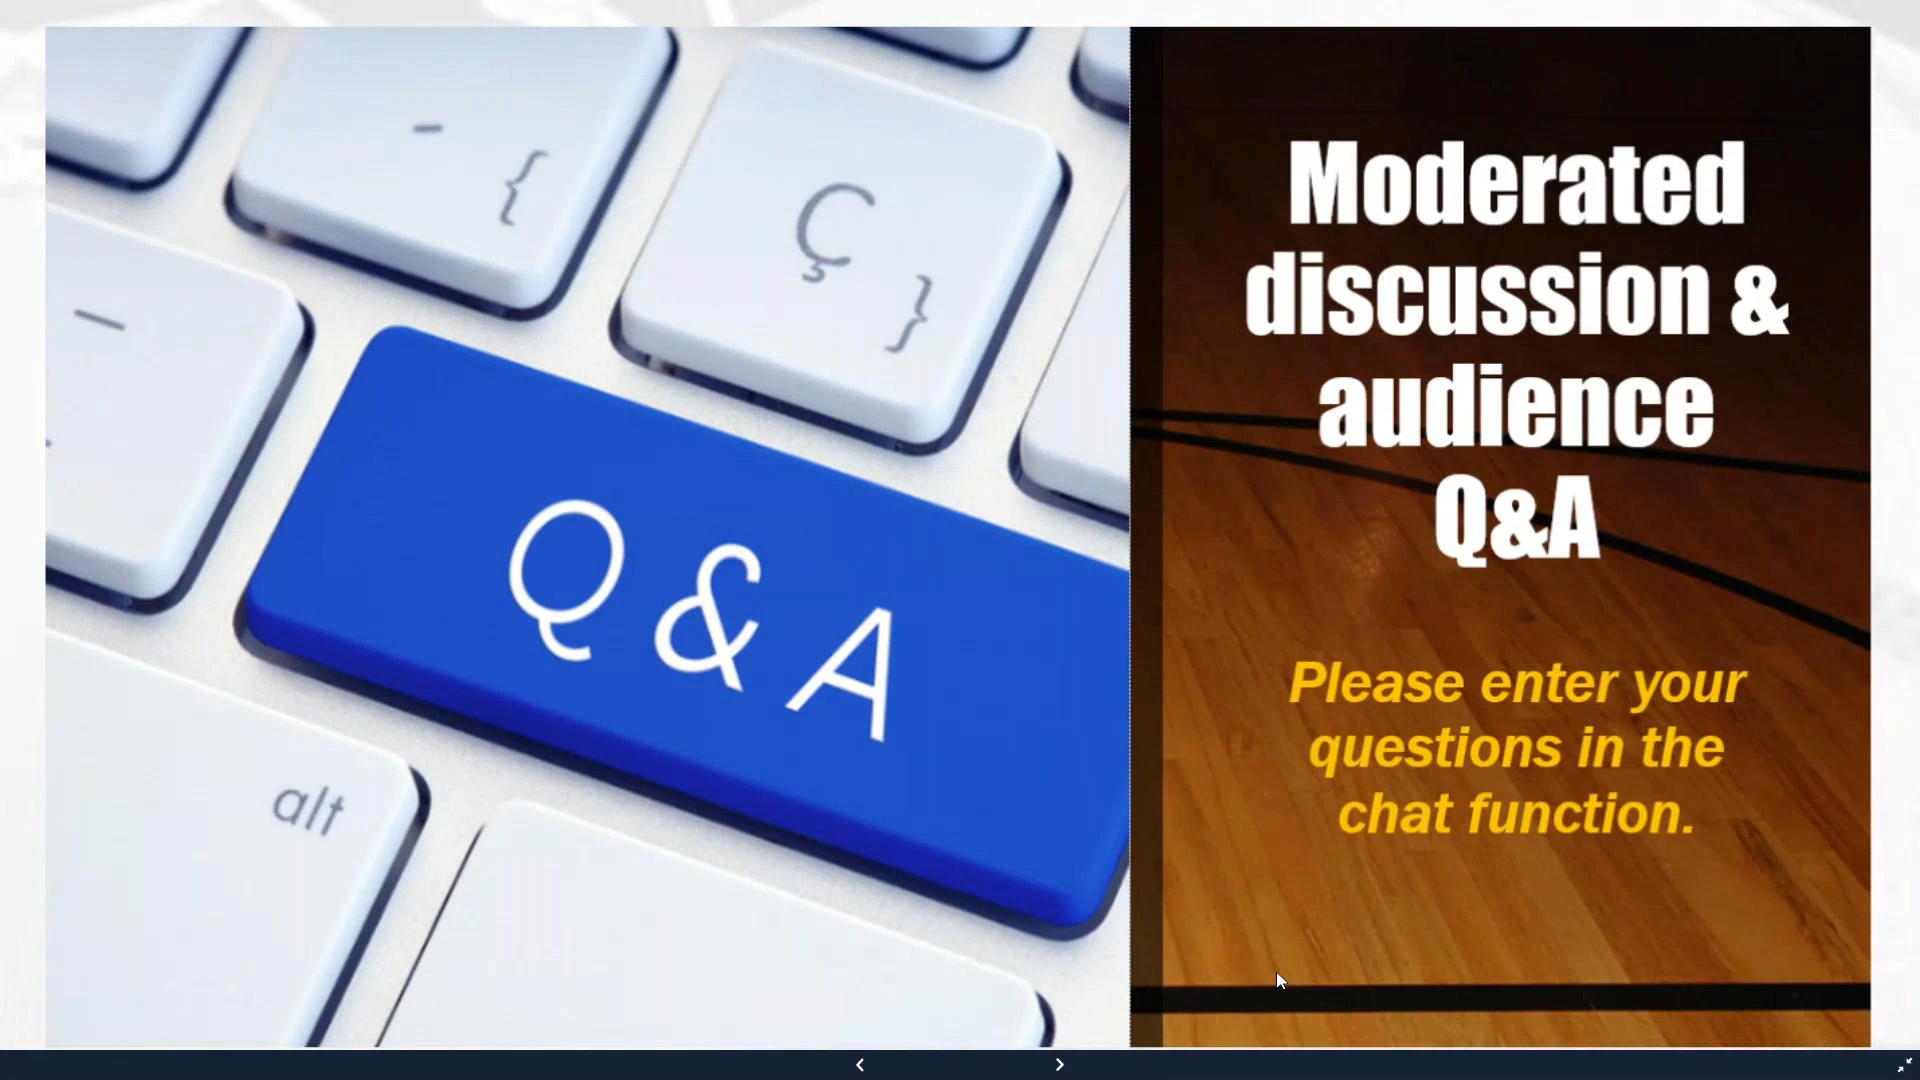 - {
Ç }
—
Q & A
alt
Moderated
discussion &
audience
Q&A
Please enter your
questions in the
chat function.